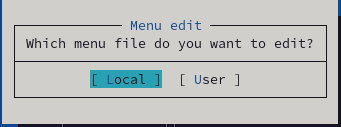 Menu edit
Which menu file do you want to edit?
[ Local ] [ User ]